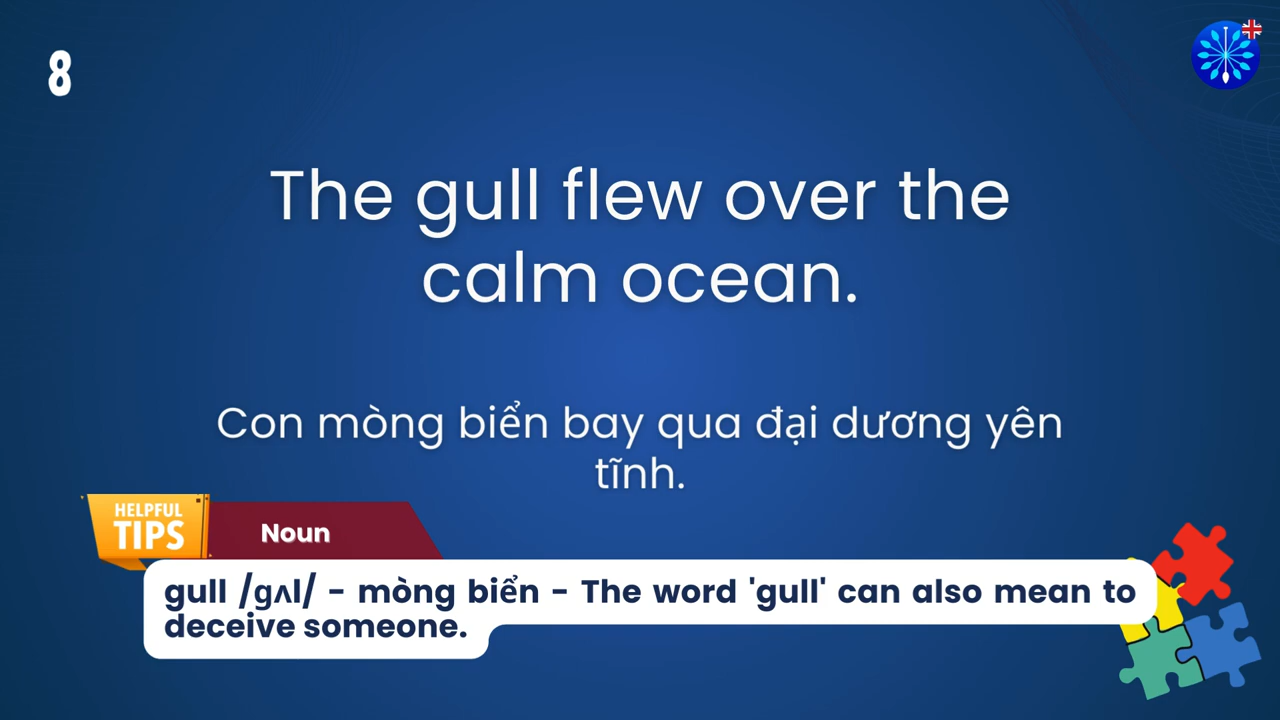 8
The gull flew over the
calm ocean.
Con mòng biển bay qua đại dương yên
tĩnh.
HELPFUL
TIPS
Noun
gull /gʌl/ - mòng biển - The word 'gull' can also mean to
deceive someone.